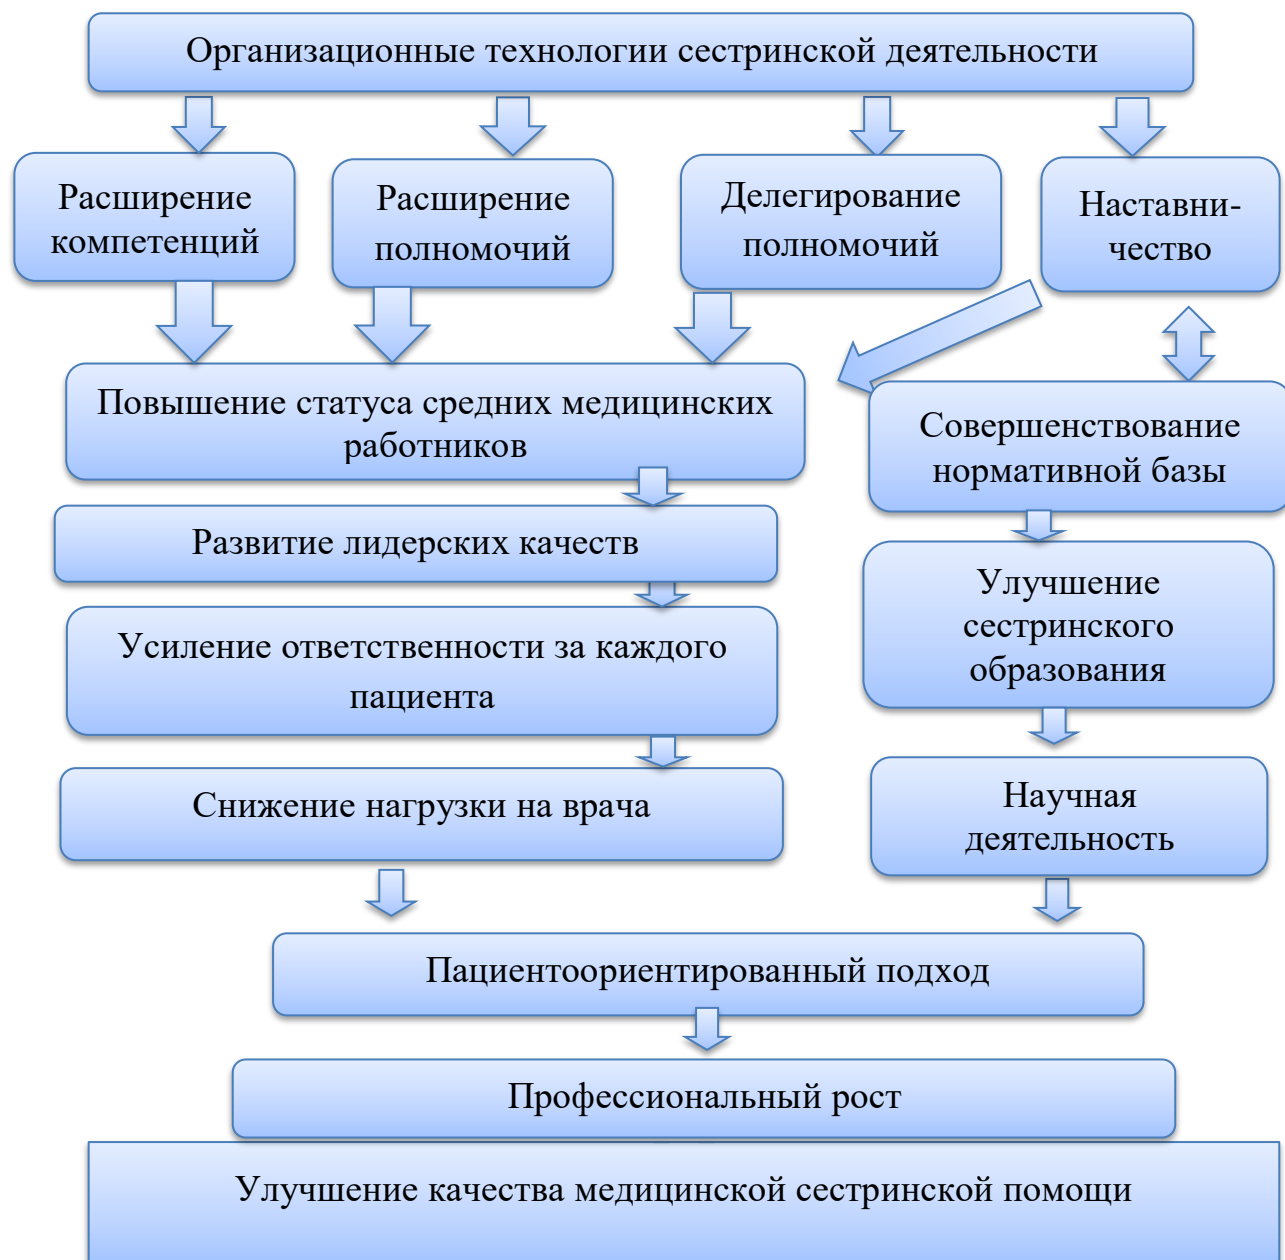 Организационные технологии сестринской деятельности
Расширение
компетенций
Расширение
полномочий
Делегирование
полномочий
Наставни-
чество
Повышение статуса средних медицинских
работников
Совершенствование
нормативной базы
Развитие лидерских качеств
Улучшение
сестринского
образования
Усиление ответственности за каждого
пациента
Снижение нагрузки на врача
Научная
деятельность
Пациентоориентированный подход
Профессиональный рост
Улучшение качества медицинской сестринской помощи